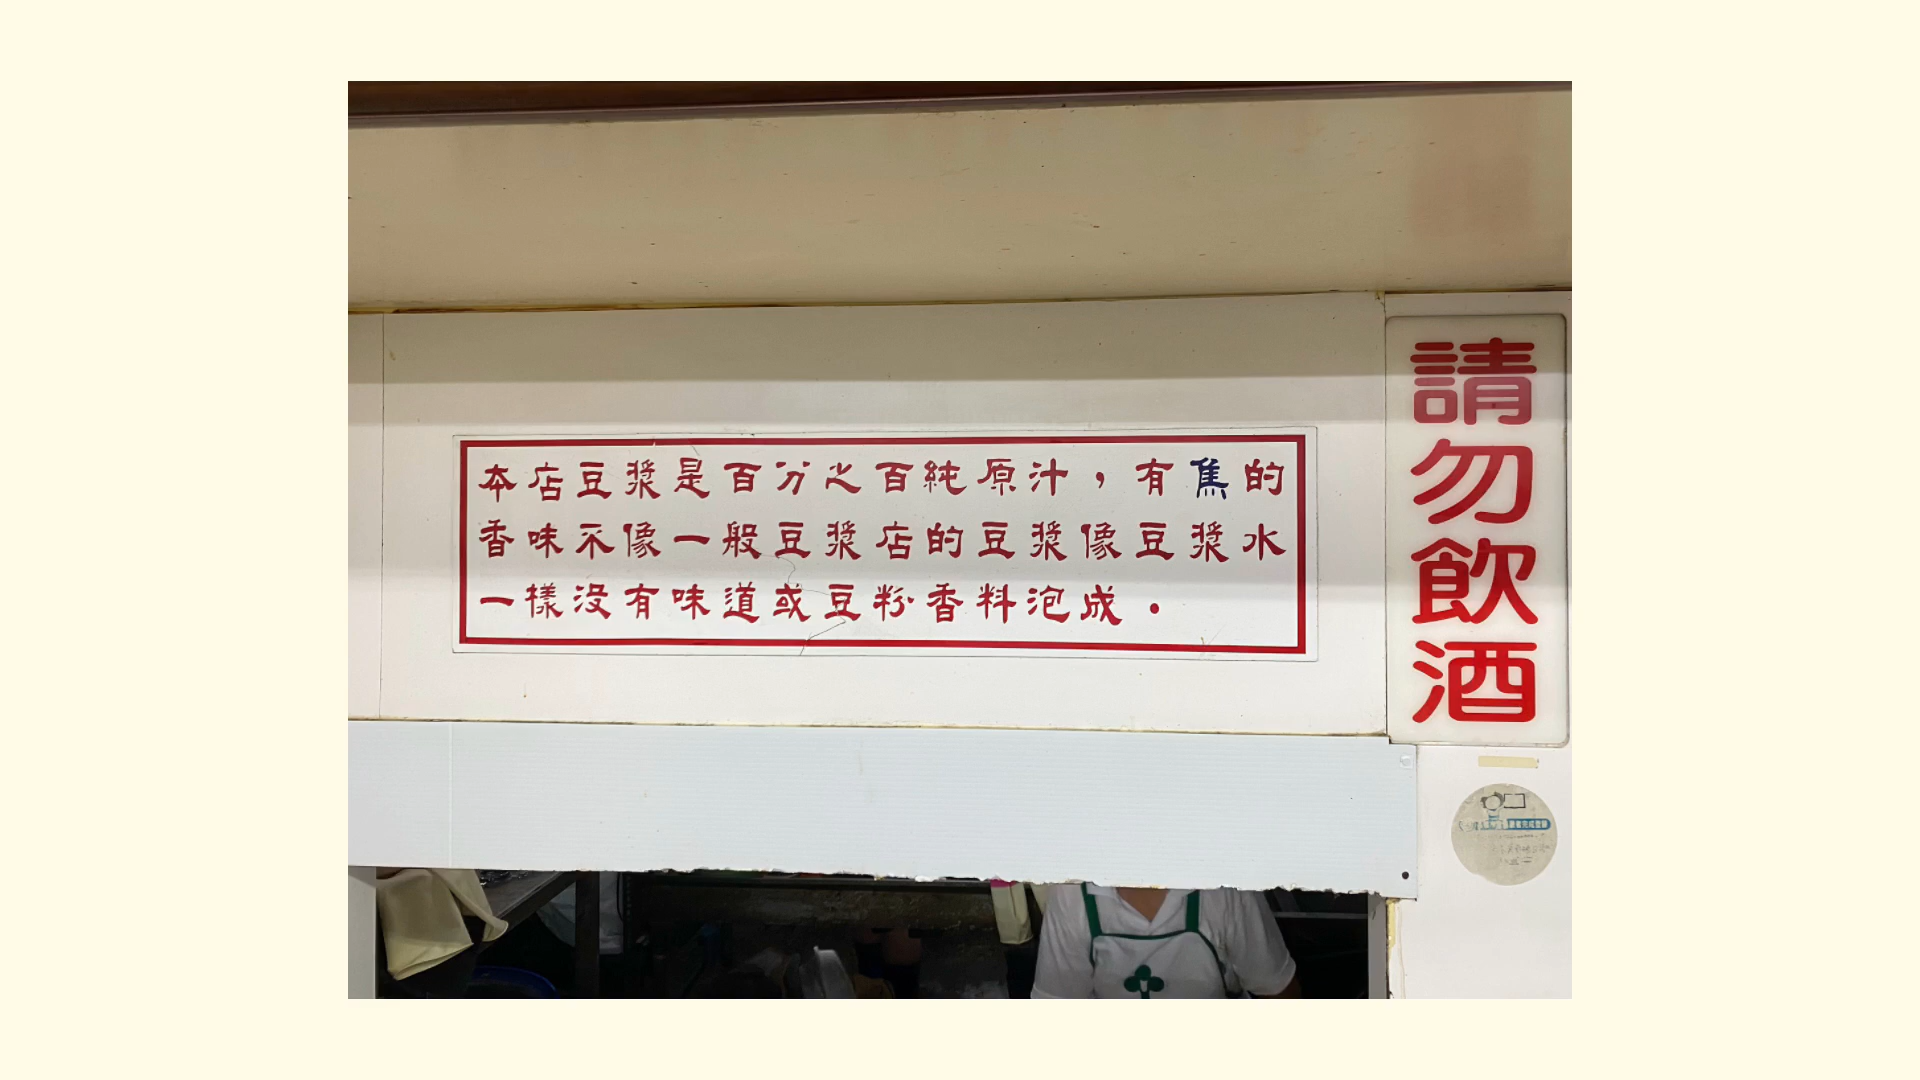 本店豆漿是百分之百純原汁，有焦的
香味不像一般豆漿店的豆漿像豆漿水
一樣没有味道或豆粉香料泡成．
請勿飲酒